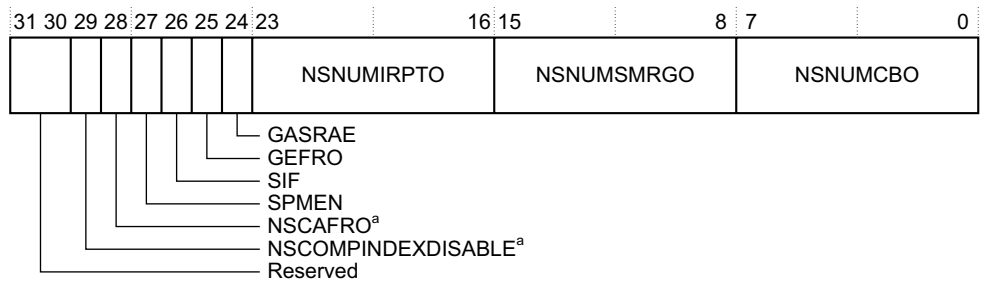 31 30 29 28 27 26 25 24 23 16 15 8 7 0
NSNUMIRPTO NSNUMSMRGO NSNUMCBO
GASRAE
GEFRO
SIF
SPMEN
NSCAFROᵃ
NSCOMPINDEXDISABLEᵃ
Reserved